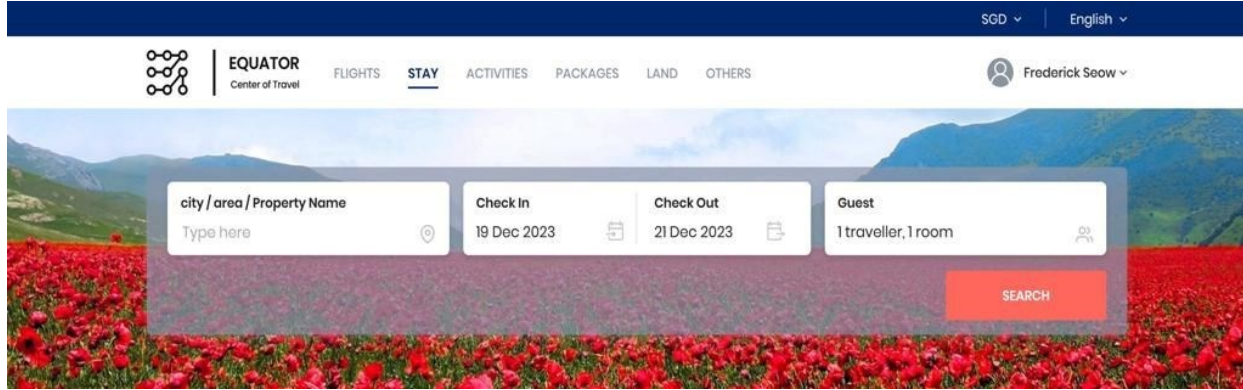 SGD English
EQUATOR
Center of Travel
FLIGHTS STAY ACTIVITIES PACKAGES LAND OTHERS
Frederick Seow
city / area / Property Name
Type here
Check In
19 Dec 2023
Check Out
21 Dec 2023
Guest
1 traveller, 1 room
SEARCH